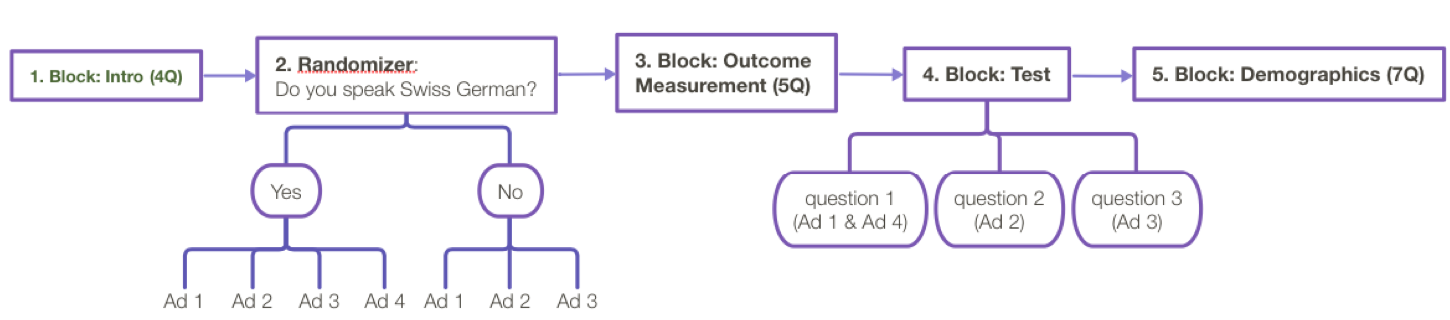 1. Block: Intro (4Q)
2. Randomizer:
Do you speak Swiss German?
3. Block: Outcome
Measurement (5Q)
4. Block: Test
5. Block: Demographics (7Q)
Yes
No
question 1
(Ad 1 & Ad 4)
question 2
(Ad 2)
question 3
(Ad 3)
Ad 1
Ad 2
Ad 3
Ad 4
Ad 1
Ad 2
Ad 3